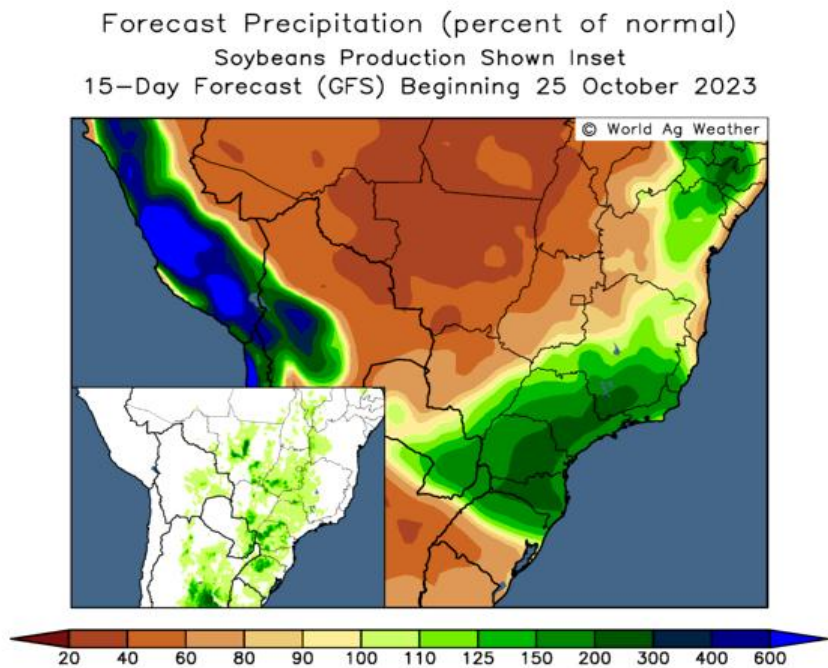 Forecast Precipitation (percent of normal)
Soybeans Production Shown Inset
15-Day Forecast (GFS) Beginning 25 October 2023
© World Ag Weather
20 40 60 80 90 100 110 125 150 200 300 400 600